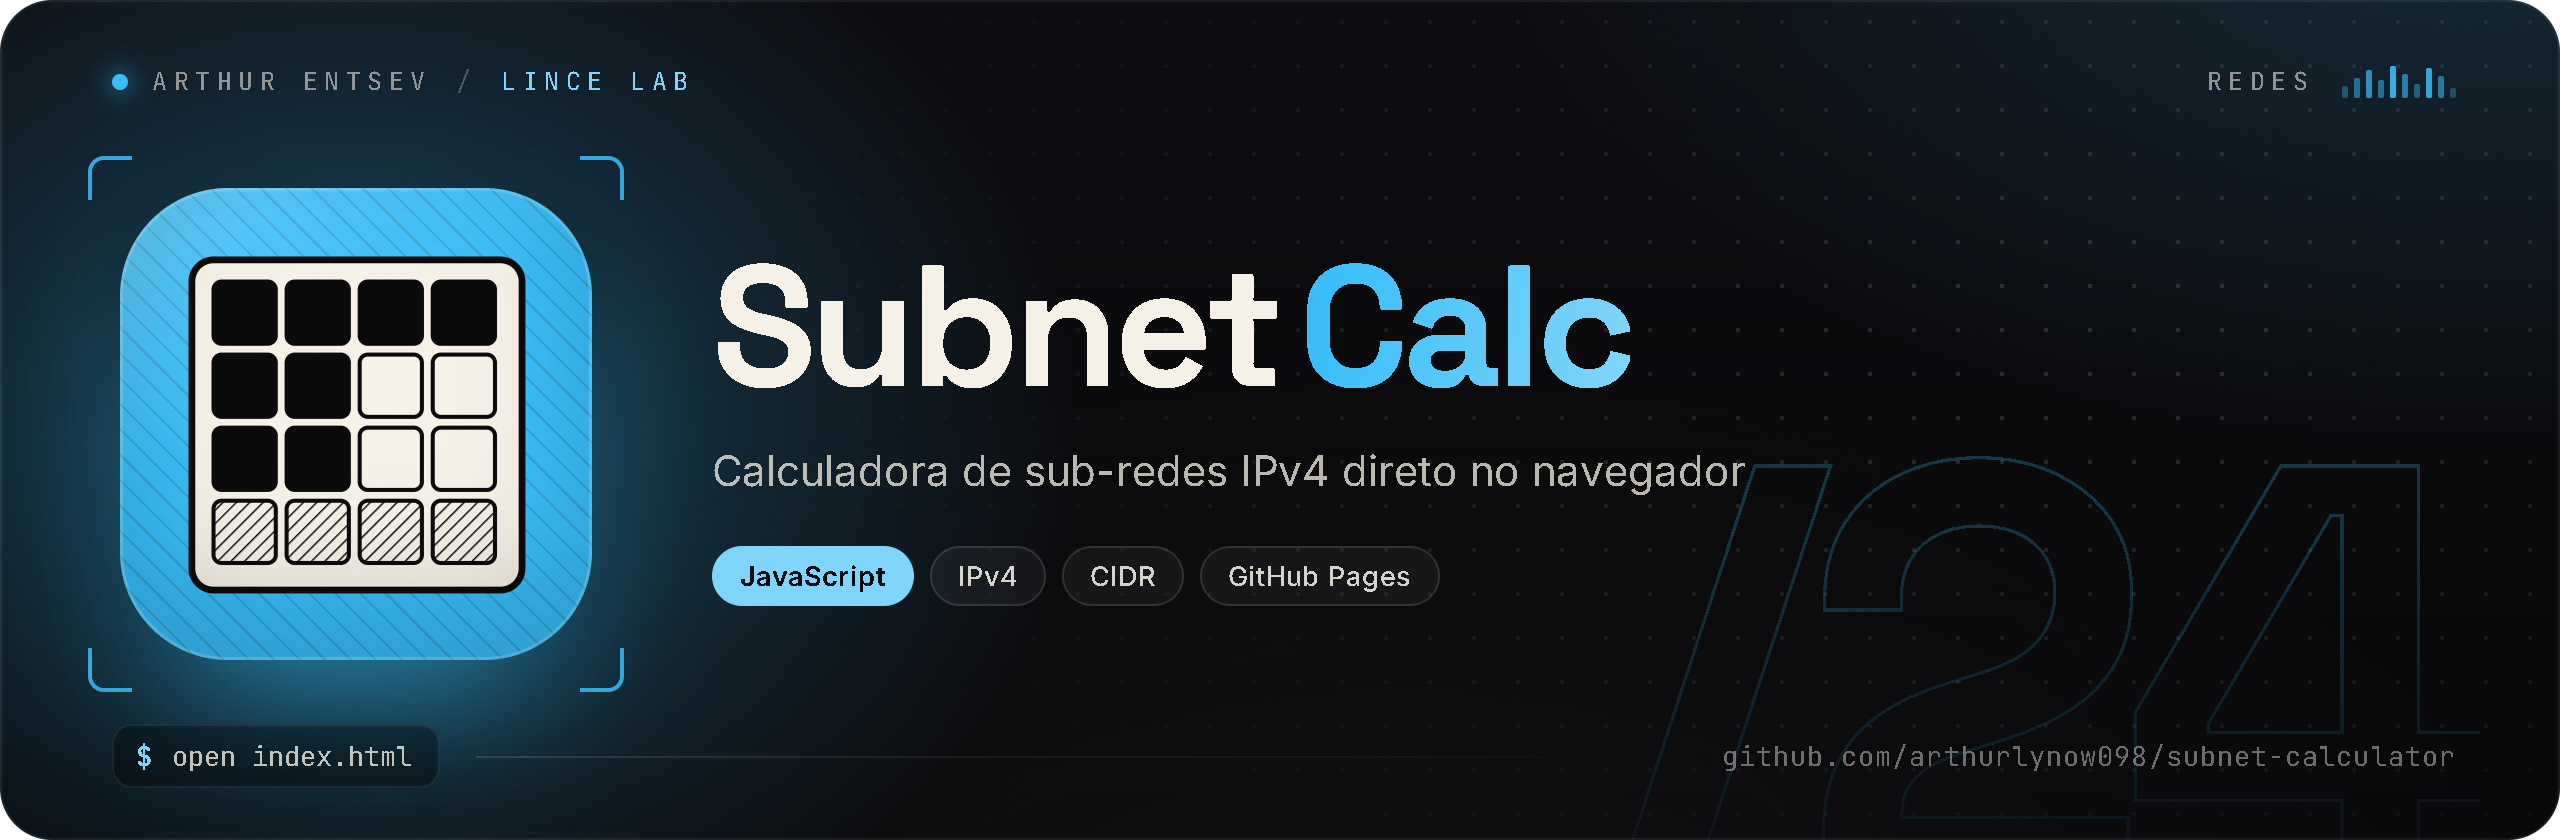 ARTHUR ENTSEV / LINCE LAB
REDES
Subnet Calc
Calculadora de sub-redes IPv4 direto no navegador
/24
JavaScript IPv4 CIDR GitHub Pages
$ open index.html
github.com/arthurlynow098/subnet-calculator